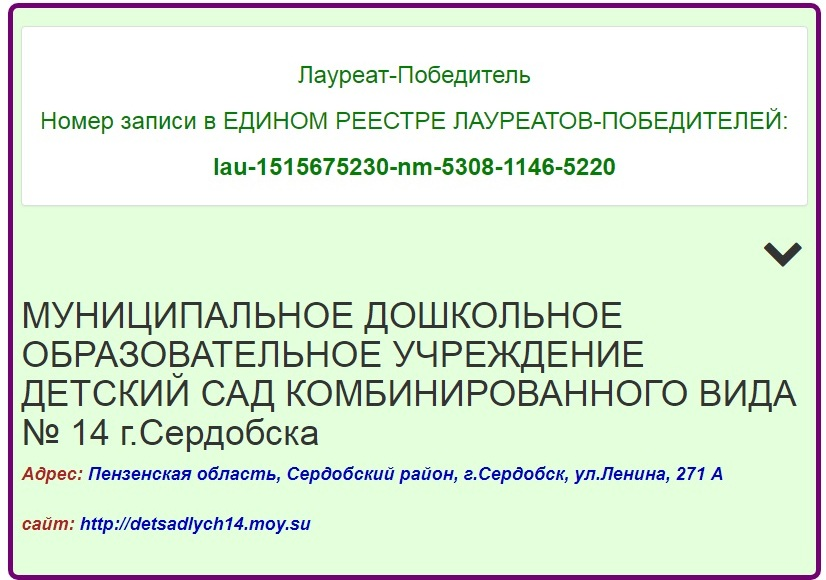 Лауреат-Победитель
Номер записи в ЕДИНОМ РЕЕСТРЕ ЛАУРЕАТОВ-ПОБЕДИТЕЛЕЙ:
lau-1515675230-nm-5308-1146-5220
МУНИЦИПАЛЬНОЕ ДОШКОЛЬНОЕ
ОБРАЗОВАТЕЛЬНОЕ УЧРЕЖДЕНИЕ
ДЕТСКИЙ САД КОМБИНИРОВАННОГО ВИДА
№ 14 г.Сердобска
Адрес: Пензенская область, Сердобский район, г.Сердобск, ул.Ленина, 271 А
сайт: http://detsadlych14.moy.su